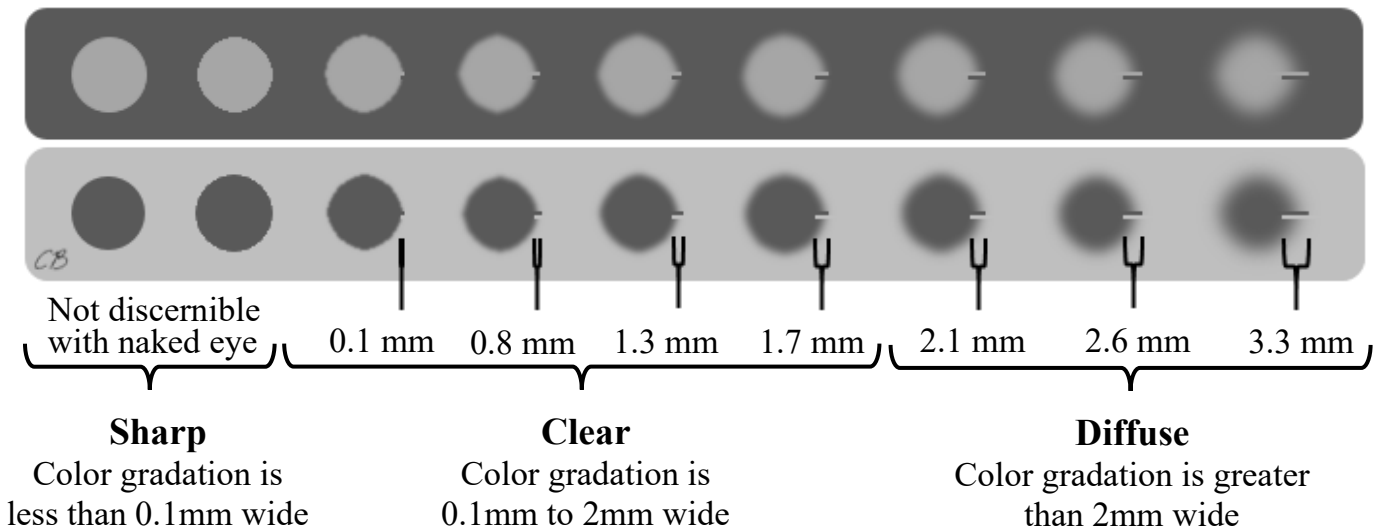 CB
Not discernible
with naked eye
0.1 mm
0.8 mm
1.3 mm
1.7 mm
2.1 mm
2.6 mm
3.3 mm
Sharp
Color gradation is
less than 0.1mm wide
Clear
Color gradation is
0.1mm to 2mm wide
Diffuse
Color gradation is greater
than 2mm wide